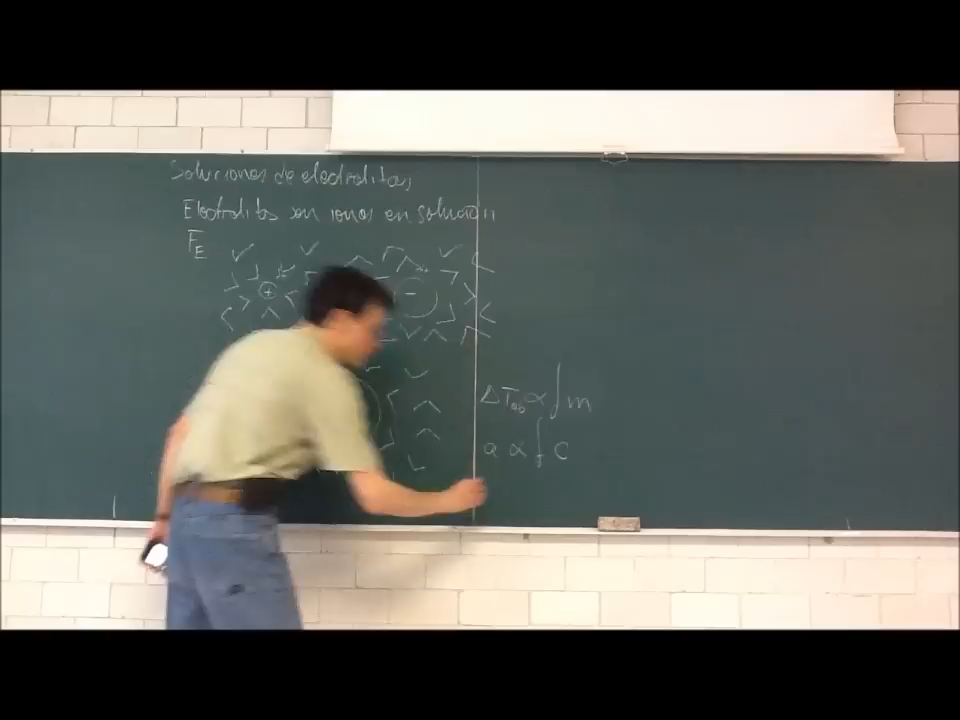 Soluciones de electrolitos
Electrolitos son iones en solución
F_E
+
-
ΔT_eb ∝ ∫ m
a ∝ ∫ c